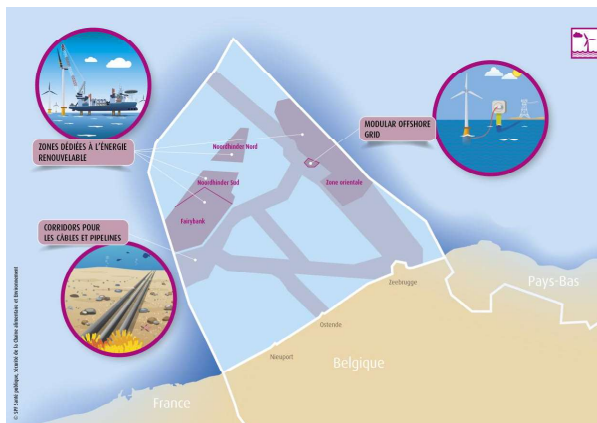 ZONES DÉDIÉES À L'ÉNERGIE
RENOUVELABLE
MODULAR OFFSHORE
GRID
Noordhinder Nord
Noordhinder Sud
Zone orientale
Fairybank
CORRIDORS POUR
LES CÂBLES ET PIPELINES
Zeebrugge
Pays-Bas
Ostende
Nieuport
Belgique
France
© SPF Santé publique, Sécurité de la Chaîne alimentaire et Environnement